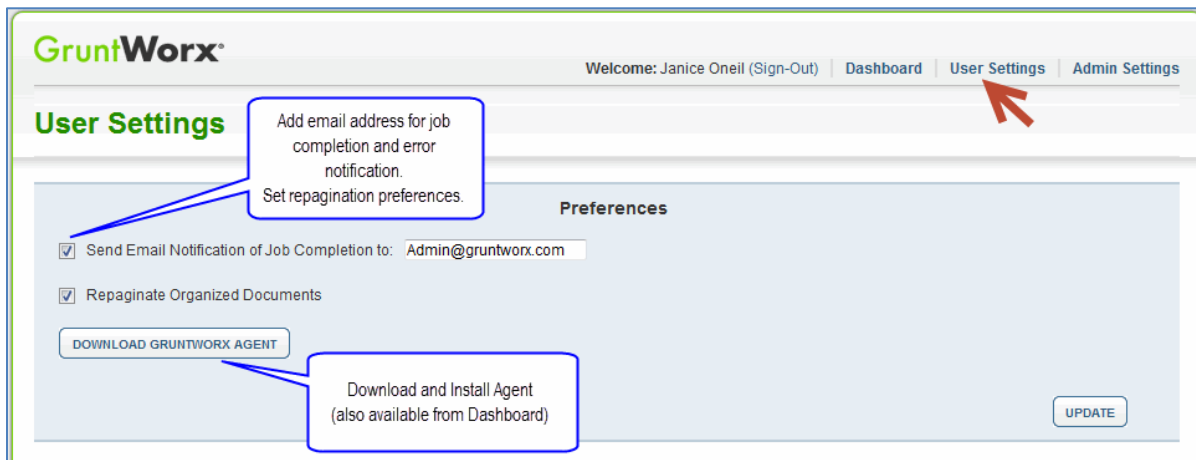 GruntWorx®
Welcome: Janice Oneil (Sign-Out) | Dashboard | User Settings | Admin Settings
User Settings
Add email address for job
completion and error
notification.
Set repagination preferences.
Preferences
Send Email Notification of Job Completion to: Admin@gruntworx.com
Repaginate Organized Documents
DOWNLOAD GRUNTWORX AGENT
Download and Install Agent
(also available from Dashboard)
UPDATE